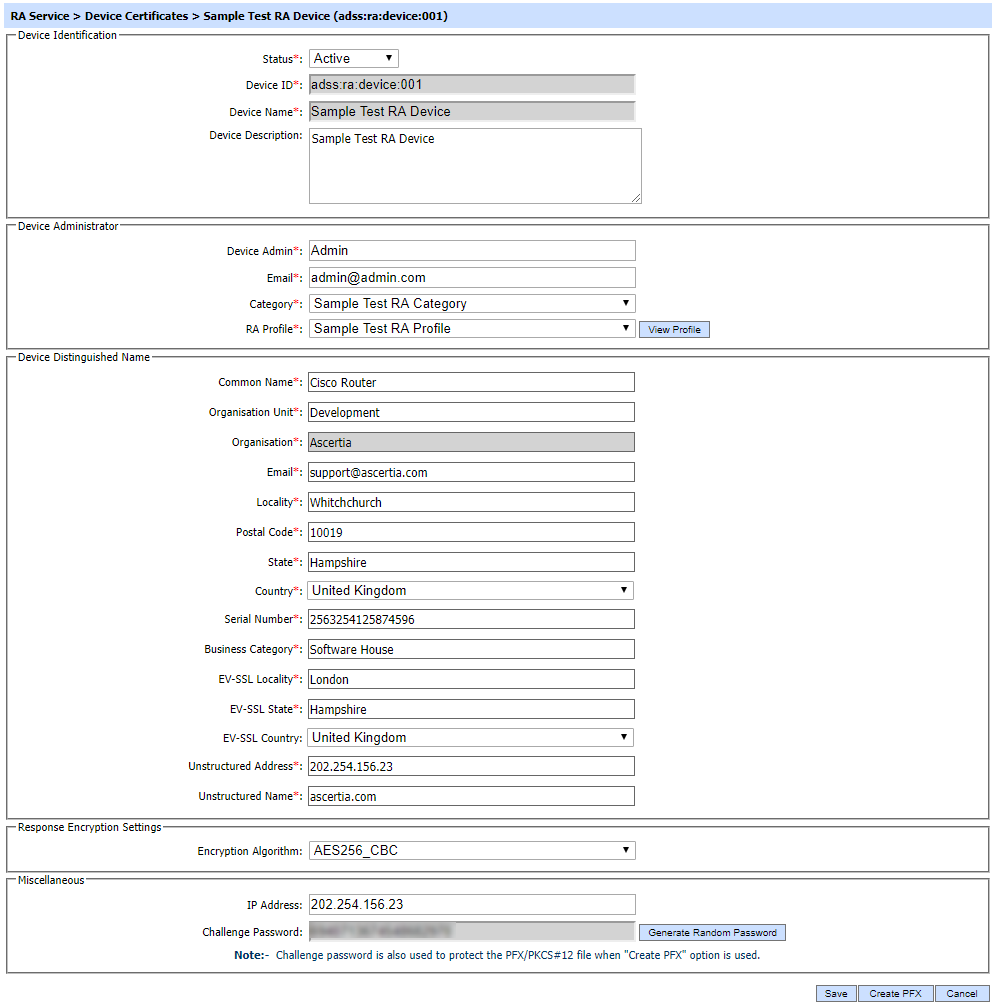 RA Service > Device Certificates > Sample Test RA Device (adss:ra:device:001)
Device Identification
Status*: Active
Device ID*: adss:ra:device:001
Device Name*: Sample Test RA Device
Device Description: Sample Test RA Device
Device Administrator
Device Admin*: Admin
Email*: admin@admin.com
Category*: Sample Test RA Category
RA Profile*: Sample Test RA Profile View Profile
Device Distinguished Name
Common Name*: Cisco Router
Organisation Unit*: Development
Organisation*: Ascertia
Email*: support@ascertia.com
Locality*: Whitchchurch
Postal Code*: 10019
State*: Hampshire
Country*: United Kingdom
Serial Number*: 2563254125874596
Business Category*: Software House
EV-SSL Locality*: London
EV-SSL State*: Hampshire
EV-SSL Country: United Kingdom
Unstructured Address*: 202.254.156.23
Unstructured Name*: ascertia.com
Response Encryption Settings
Encryption Algorithm: AES256_CBC
Miscellaneous
IP Address: 202.254.156.23
Challenge Password: Generate Random Password
Note:- Challenge password is also used to protect the PFX/PKCS#12 file when "Create PFX" option is used.
Save Create PFX Cancel